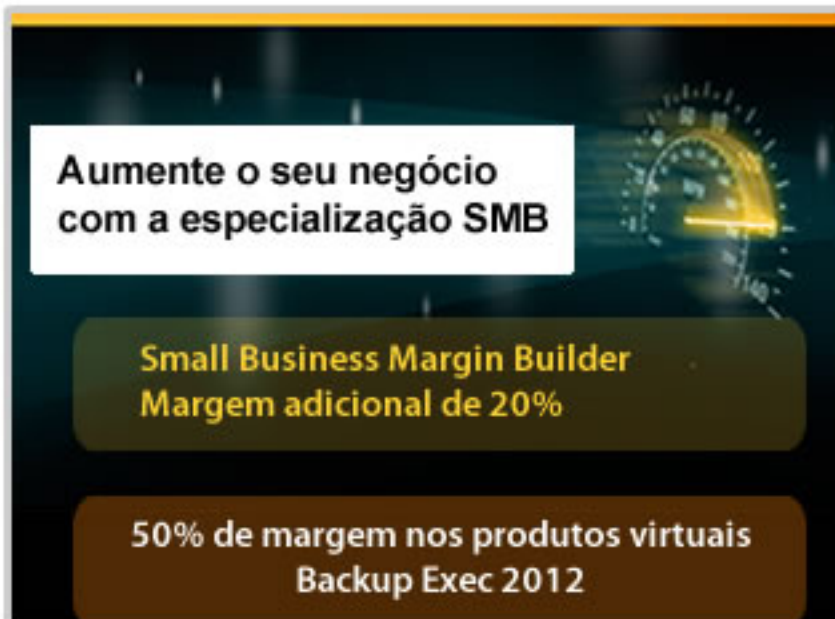 Aumente o seu negócio
com a especialização SMB
Small Business Margin Builder
Margem adicional de 20%
50% de margem nos produtos virtuais
Backup Exec 2012